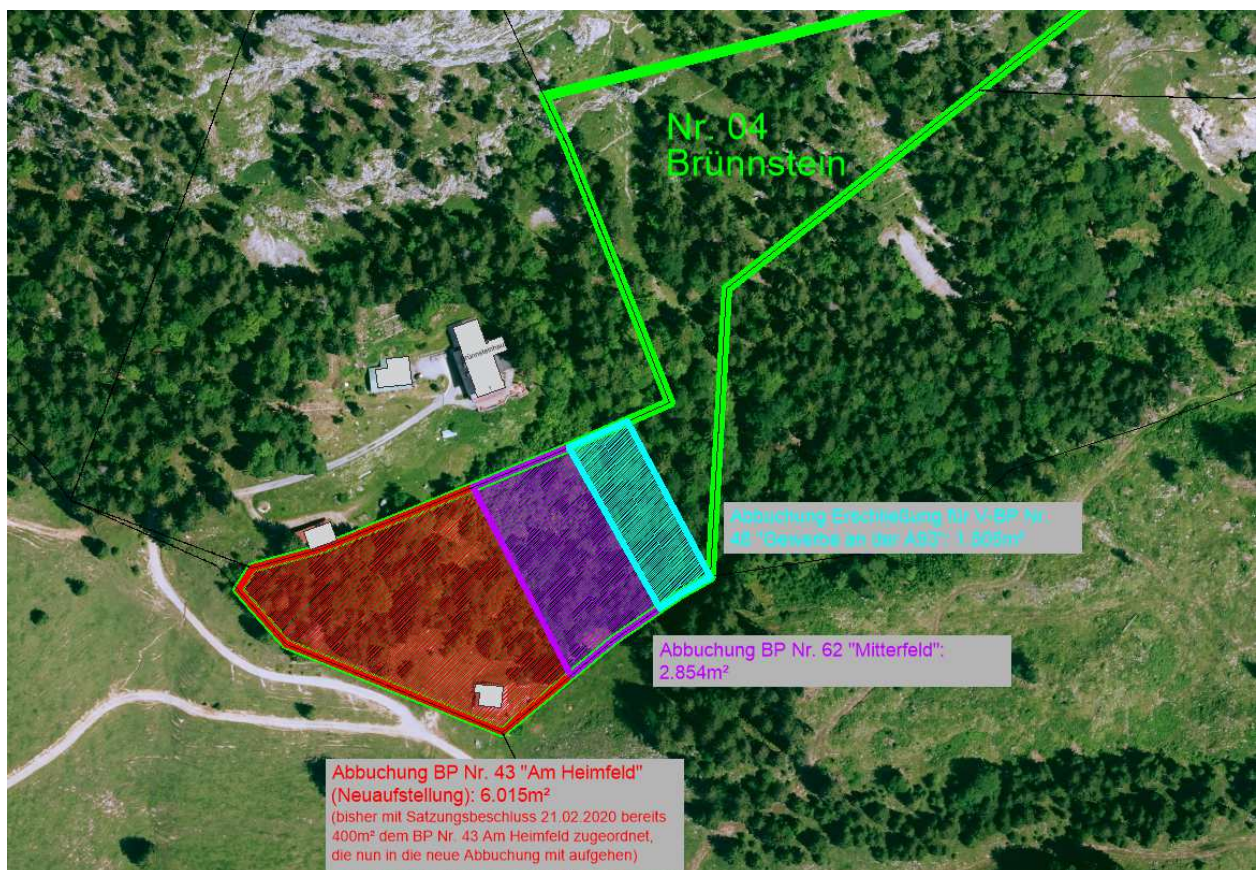 Nr. 04
Brünnstein
Abbuchung Erschließung für V-BP Nr.
48 "Gewerbe an der A93":
Abbuchung BP Nr. 62 "Mitterfeld":
2.854m²
Abbuchung BP Nr. 43 "Am Heimfeld"
(Neuaufstellung): 6.015m²
(bisher mit Satzungsbeschluss 21.02.2020 bereits
400m² dem BP Nr. 43 Am Heimfeld zugeordnet,
die nun in die neue Abbuchung mit aufgehen)